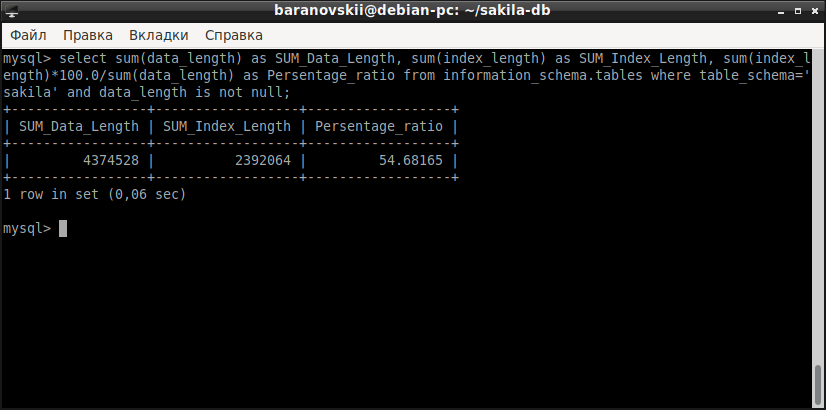 baranovskii@debian-pc: ~/sakila-db
Файл Правка Вкладки Справка
mysql> select sum(data_length) as SUM_Data_Length, sum(index_length) as SUM_Index_Length, sum(index_l
ength)*100.0/sum(data_length) as Persentage_ratio from information_schema.tables where table_schema='
sakila' and data_length is not null;
+-----------------+------------------+------------------+
| SUM_Data_Length | SUM_Index_Length | Persentage_ratio |
+-----------------+------------------+------------------+
|         4374528 |          2392064 |         54.68165 |
+-----------------+------------------+------------------+
1 row in set (0,06 sec)
mysql>